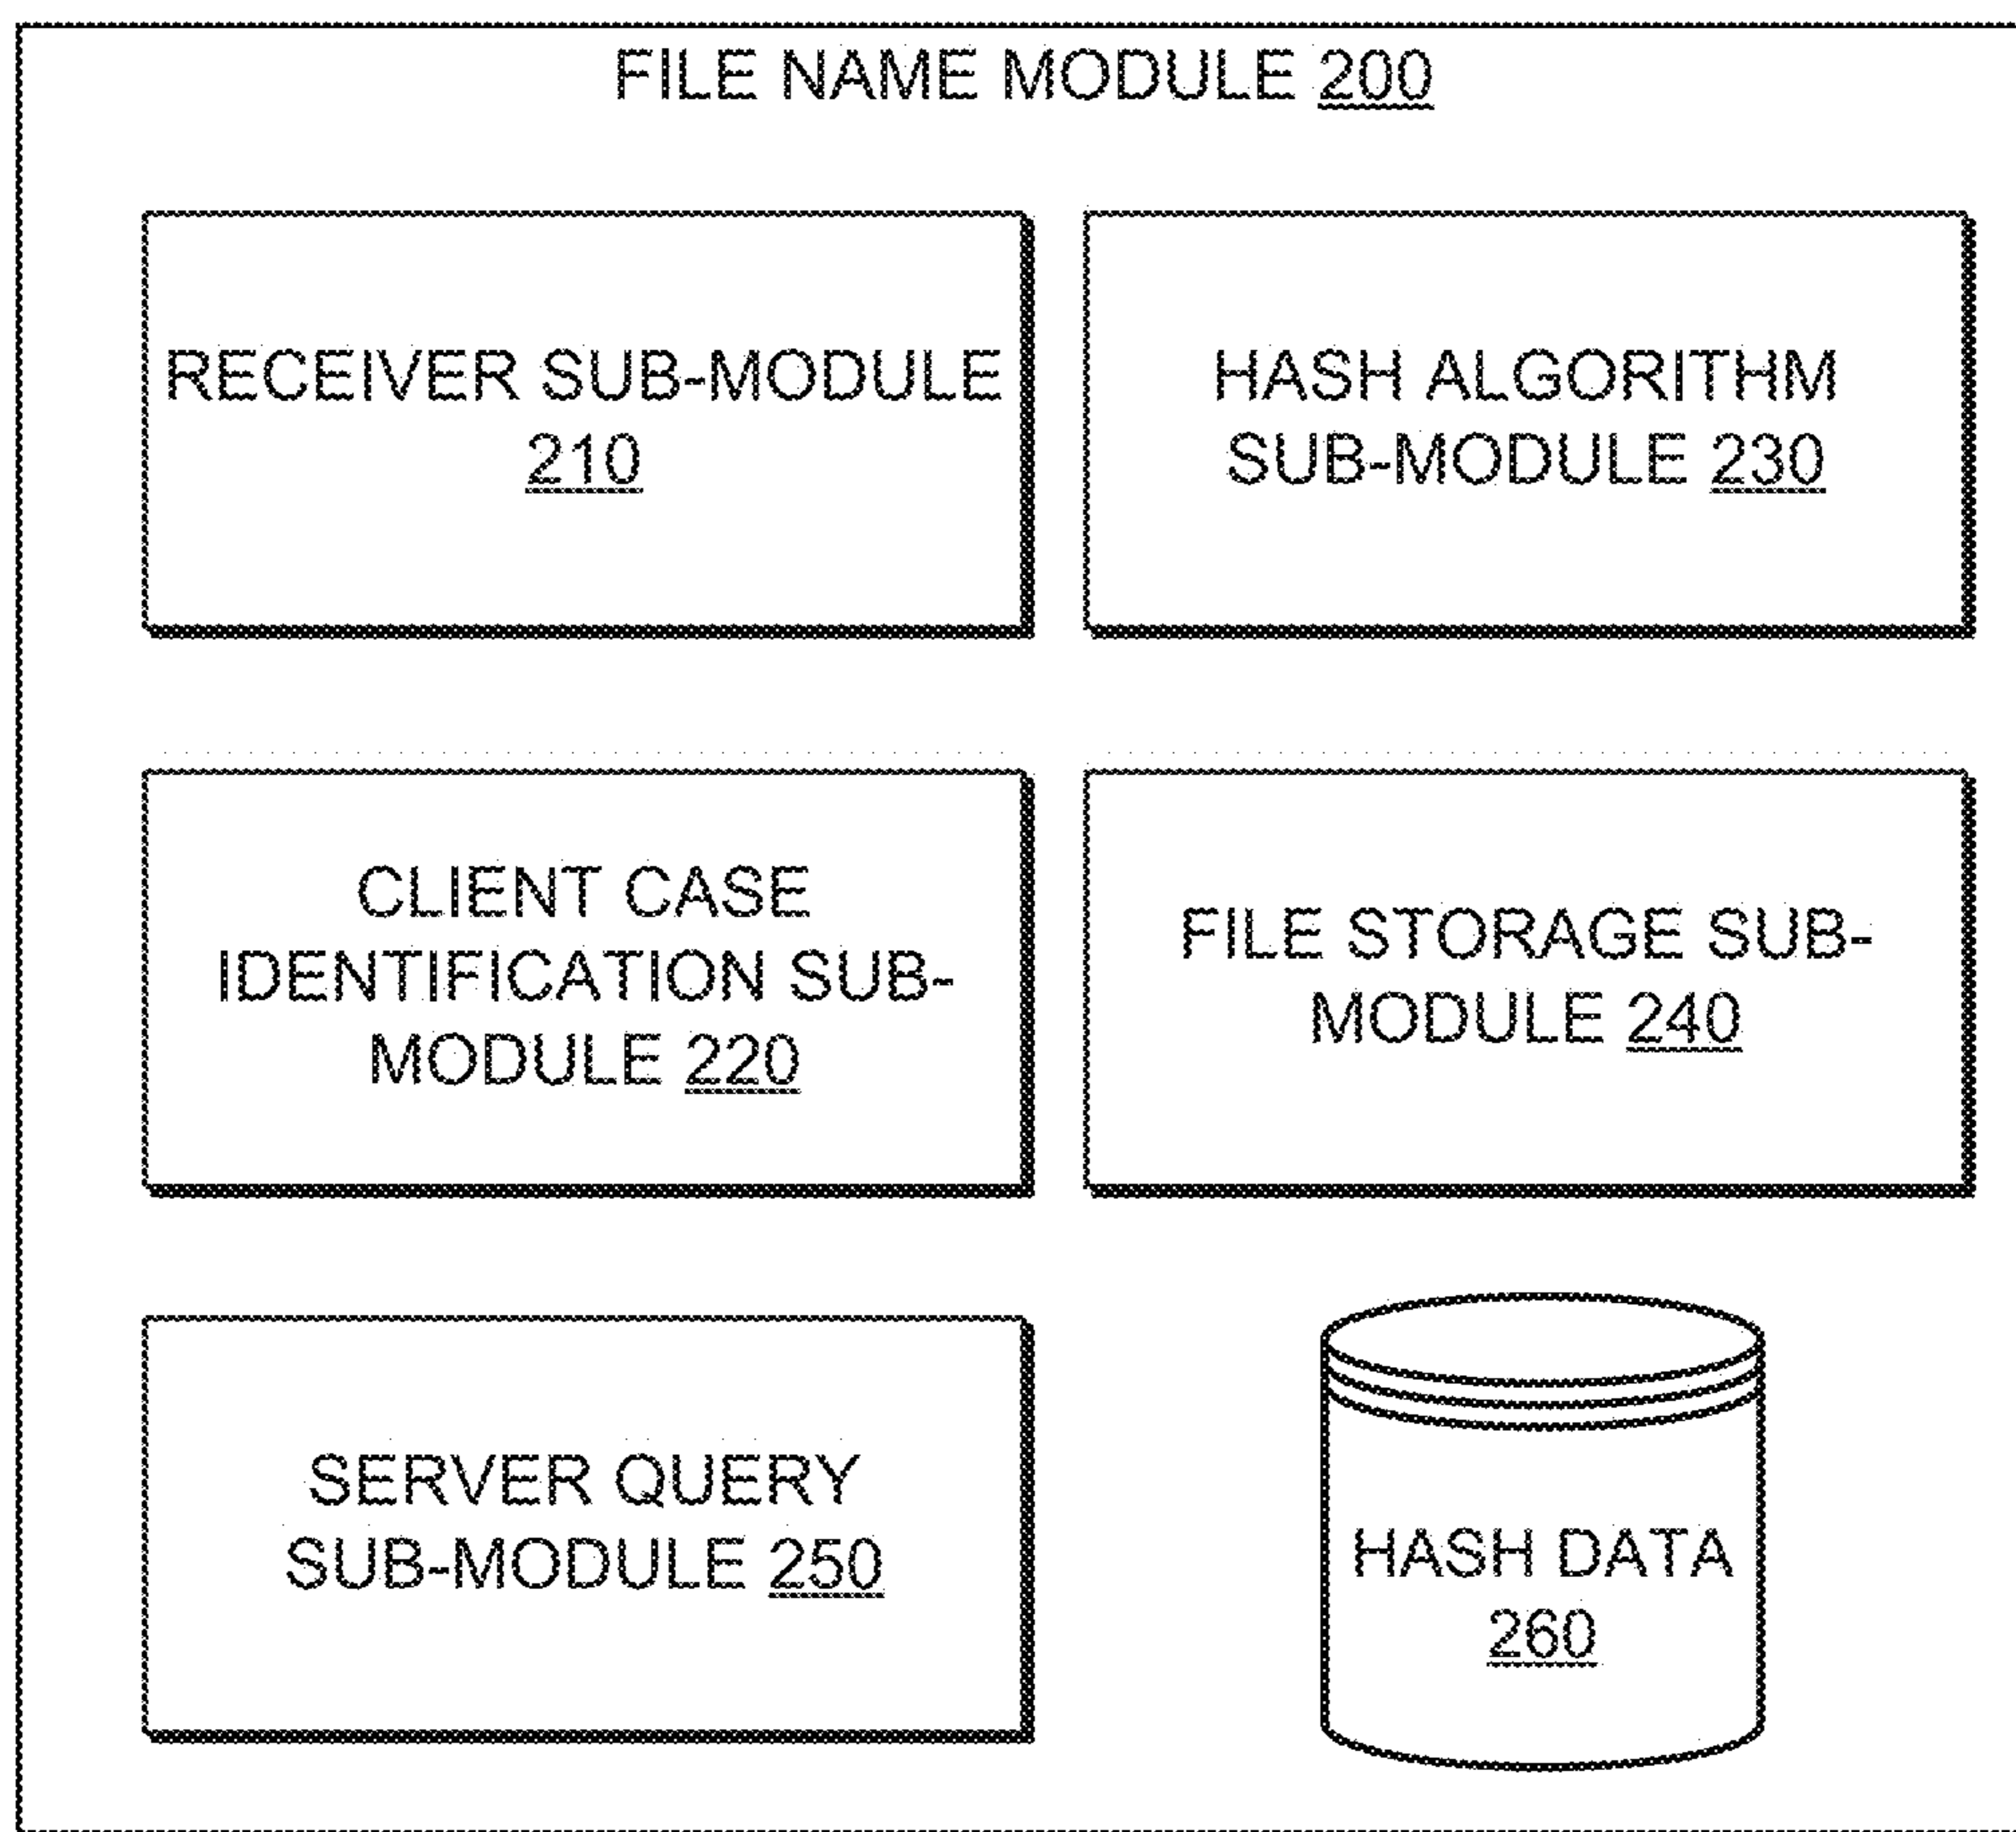 FILE NAME MODULE 200
RECEIVER SUB-MODULE
210
HASH ALGORITHM
SUB-MODULE 230
CLIENT CASE
IDENTIFICATION SUB-
MODULE 220
FILE STORAGE SUB-
MODULE 240
SERVER QUERY
SUB-MODULE 250
HASH DATA
260